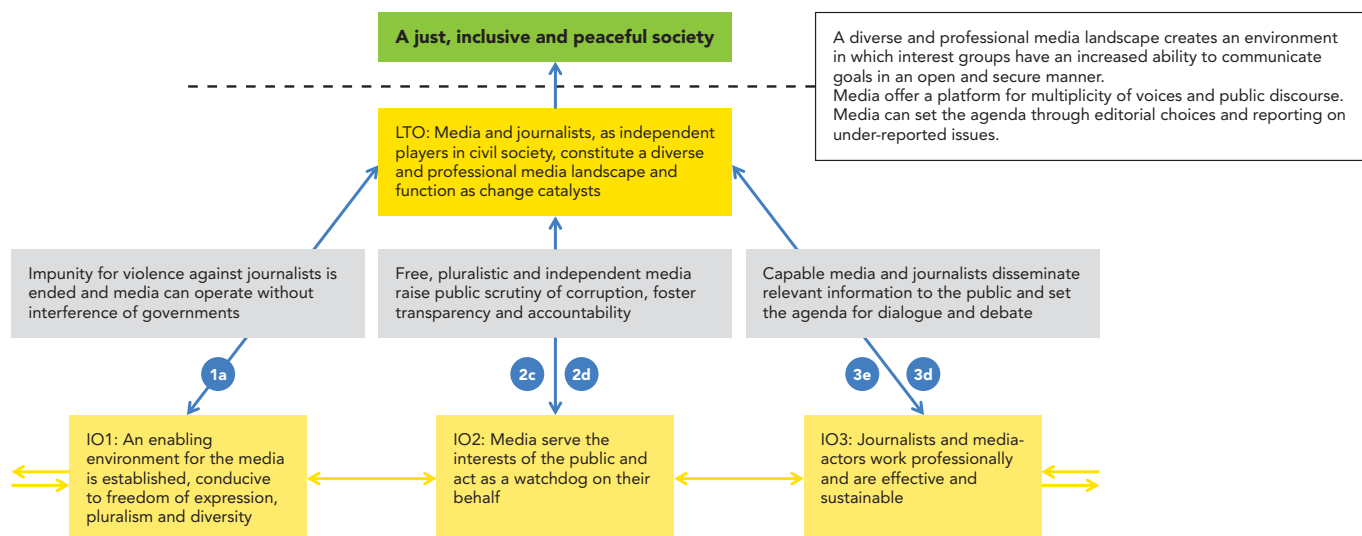 A just, inclusive and peaceful society
A diverse and professional media landscape creates an environment
in which interest groups have an increased ability to communicate
goals in an open and secure manner.
Media offer a platform for multiplicity of voices and public discourse.
Media can set the agenda through editorial choices and reporting on
under-reported issues.
LTO: Media and journalists, as independent
players in civil society, constitute a diverse
and professional media landscape and
function as change catalysts
Impunity for violence against journalists is
ended and media can operate without
interference of governments
Free, pluralistic and independent media
raise public scrutiny of corruption, foster
transparency and accountability
Capable media and journalists disseminate
relevant information to the public and set
the agenda for dialogue and debate
1a
2c
2d
3e
3d
IO1: An enabling
environment for the media
is established, conducive
to freedom of expression,
pluralism and diversity
IO2: Media serve the
interests of the public and
act as a watchdog on their
behalf
IO3: Journalists and media-
actors work professionally
and are effective and
sustainable